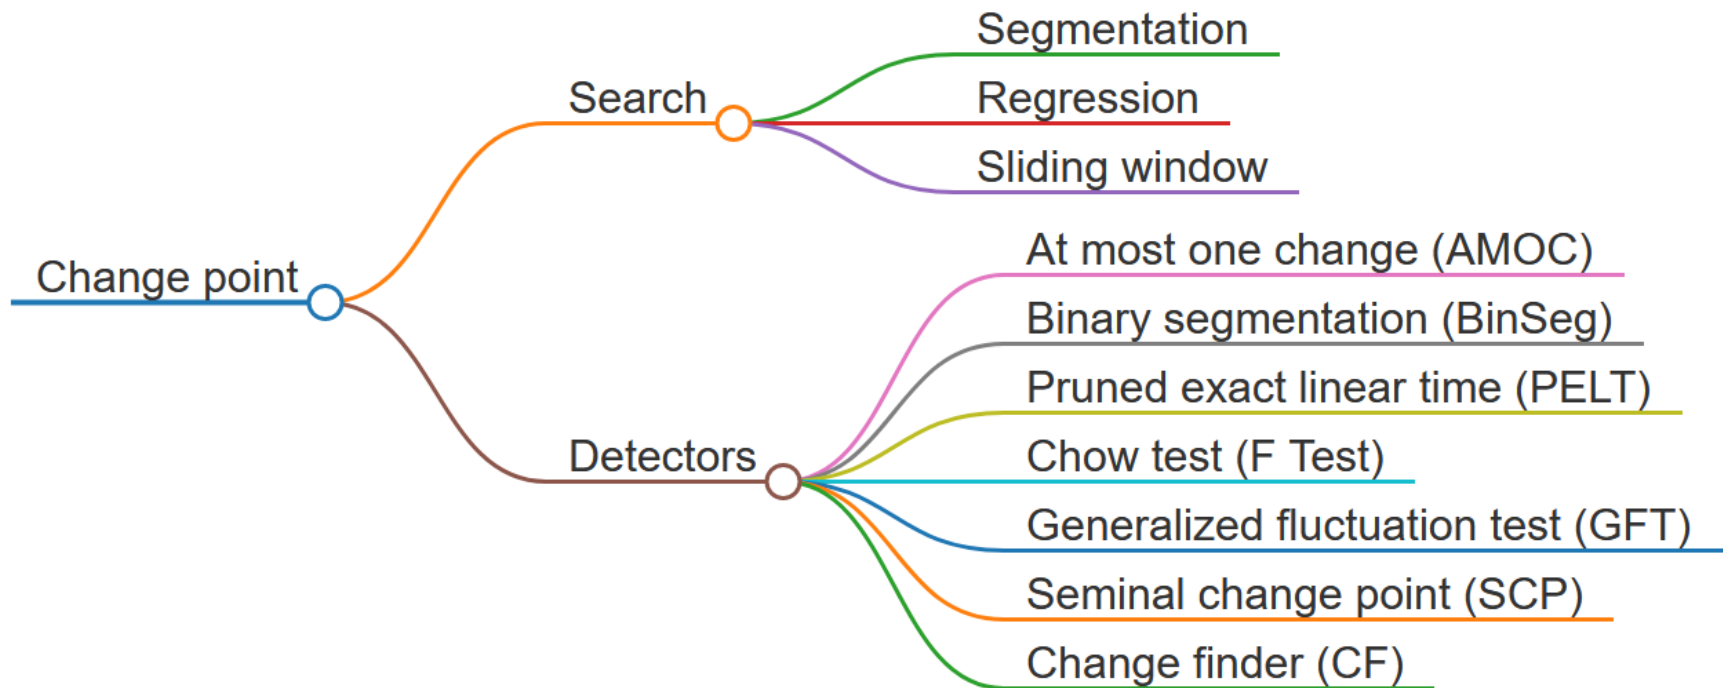 Change point
Search
Segmentation
Regression
Sliding window
Detectors
At most one change (AMOC)
Binary segmentation (BinSeg)
Pruned exact linear time (PELT)
Chow test (F Test)
Generalized fluctuation test (GFT)
Seminal change point (SCP)
Change finder (CF)